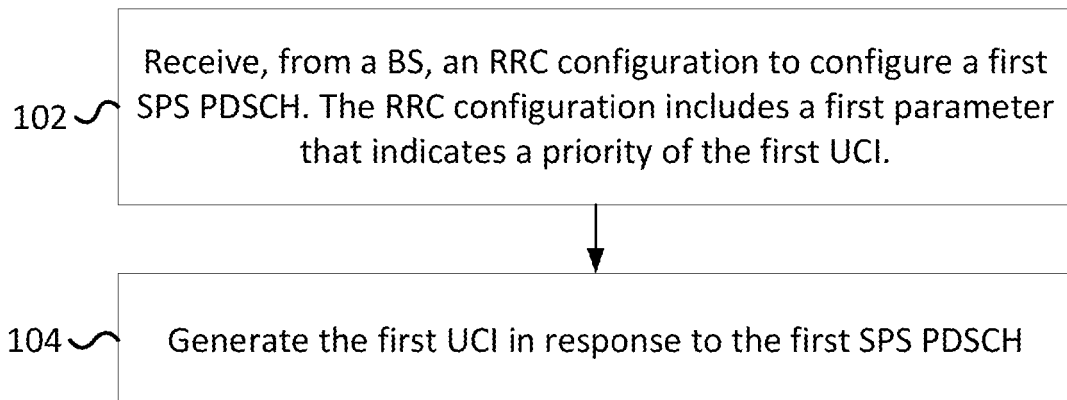 Receive, from a BS, an RRC configuration to configure a first
102
SPS PDSCH. The RRC configuration includes a first parameter
that indicates a priority of the first UCI.
104
Generate the first UCI in response to the first SPS PDSCH